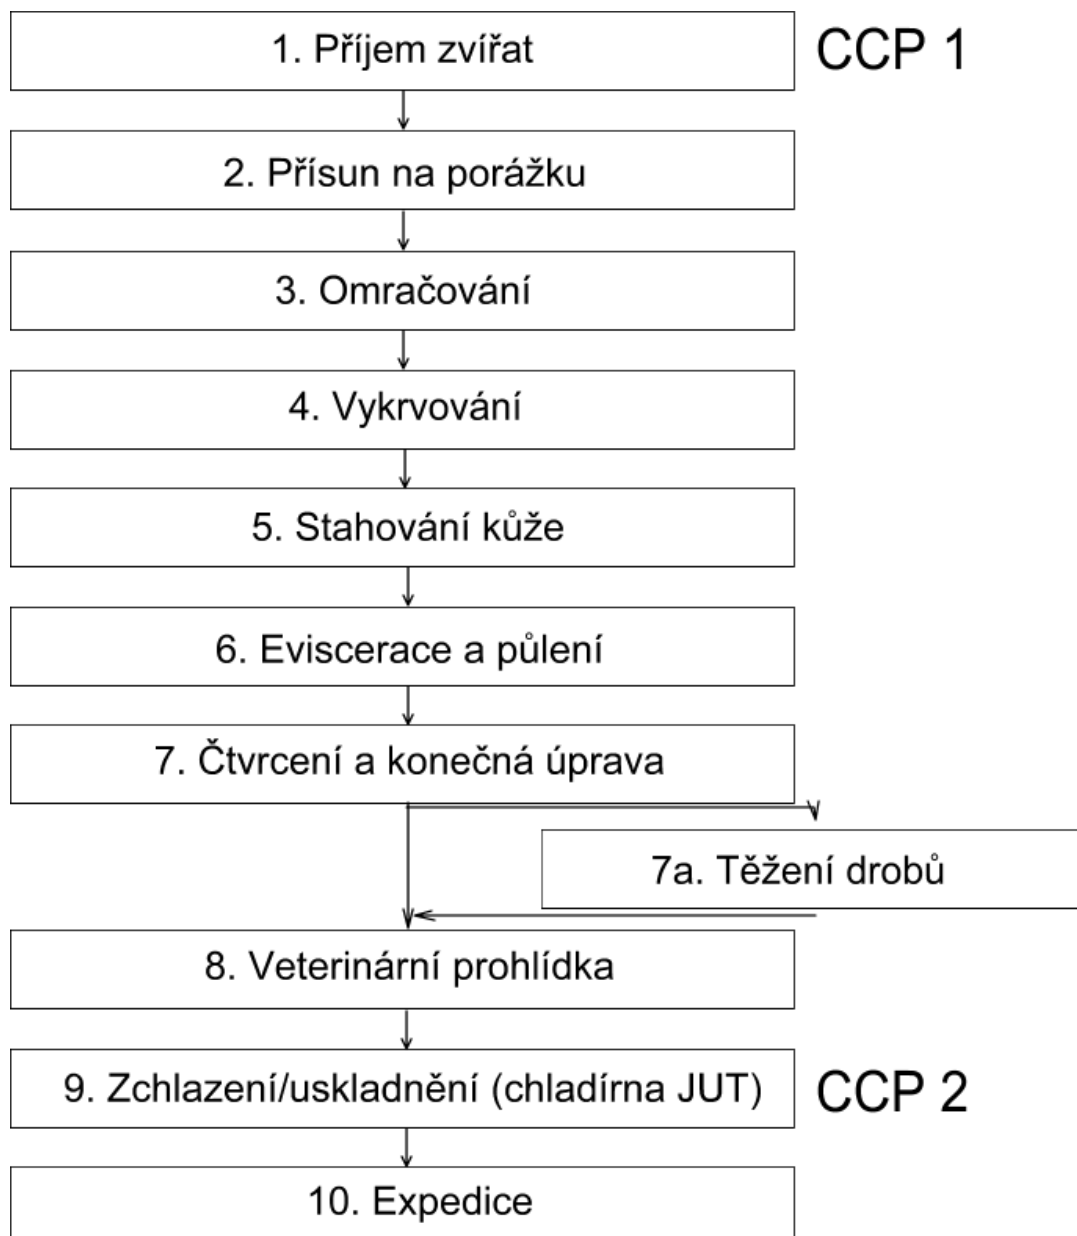 1. Příjem zvířat
CCP 1
2. Přísun na porážku
3. Omračování
4. Vykrvování
5. Stahování kůže
6. Eviscerace a půlení
7. Čtvrcení a konečná úprava
7a. Těžení drobů
8. Veterinární prohlídka
9. Zchlazení/uskladnění (chladírna JUT)
CCP 2
10. Expedice